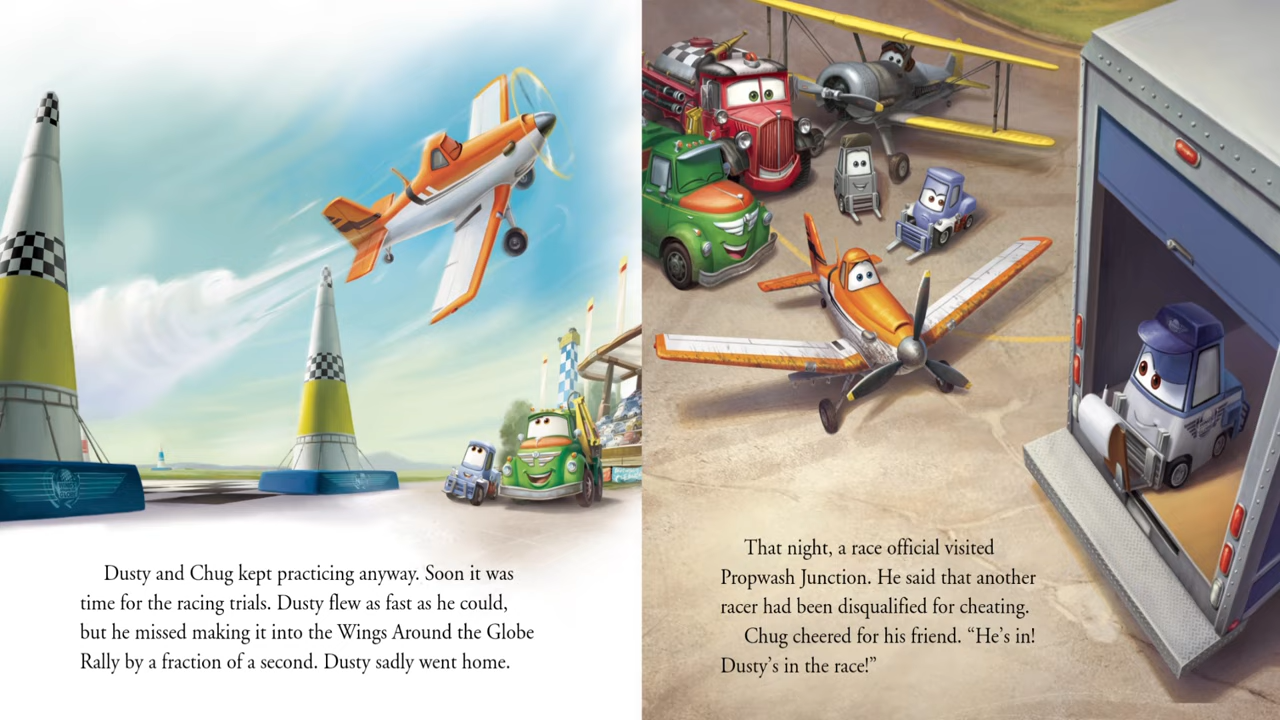 Dusty and Chug kept practicing anyway. Soon it was
time for the racing trials. Dusty flew as fast as he could,
but he missed making it into the Wings Around the Globe
Rally by a fraction of a second. Dusty sadly went home.
That night, a race official visited
Propwash Junction. He said that another
racer had been disqualified for cheating.
Chug cheered for his friend. “He’s in!
Dusty’s in the race!”